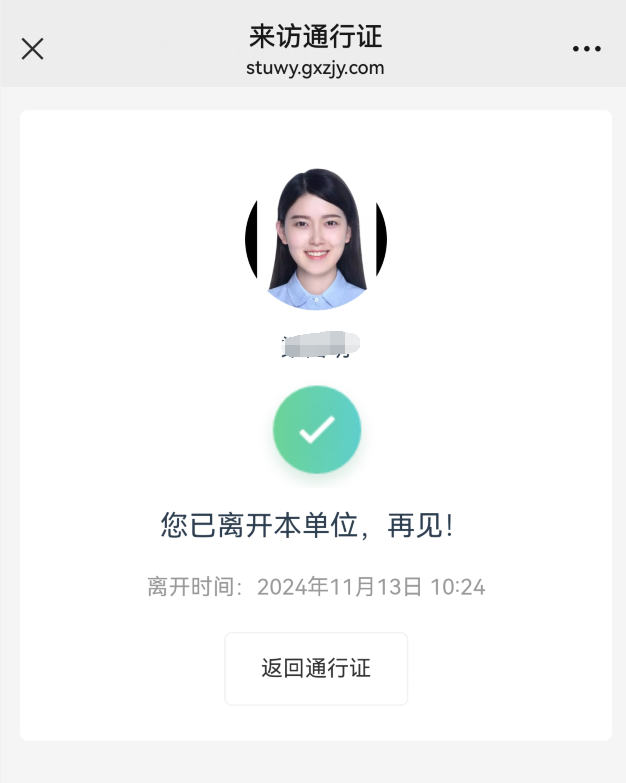 来访通行证
stuwy.gxzjy.com
您已离开本单位，再见！
离开时间：2024年11月13日 10:24
返回通行证